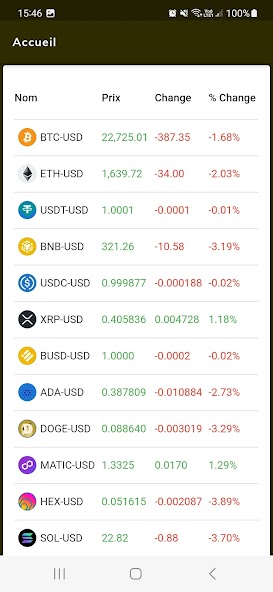 15:46 100%
Accueil
Nom Prix Change % Change
BTC-USD 22,725.01 -387.35 -1.68%
ETH-USD 1,639.72 -34.00 -2.03%
USDT-USD 1.0001 -0.0001 -0.01%
BNB-USD 321.26 -10.58 -3.19%
USDC-USD 0.999877 -0.000188 -0.02%
XRP-USD 0.405836 0.004728 1.18%
BUSD-USD 1.0000 -0.0002 -0.02%
ADA-USD 0.387809 -0.010884 -2.73%
DOGE-USD 0.088640 -0.003019 -3.29%
MATIC-USD 1.3325 0.0170 1.29%
HEX-USD 0.051615 -0.002087 -3.89%
SOL-USD 22.82 -0.88 -3.70%